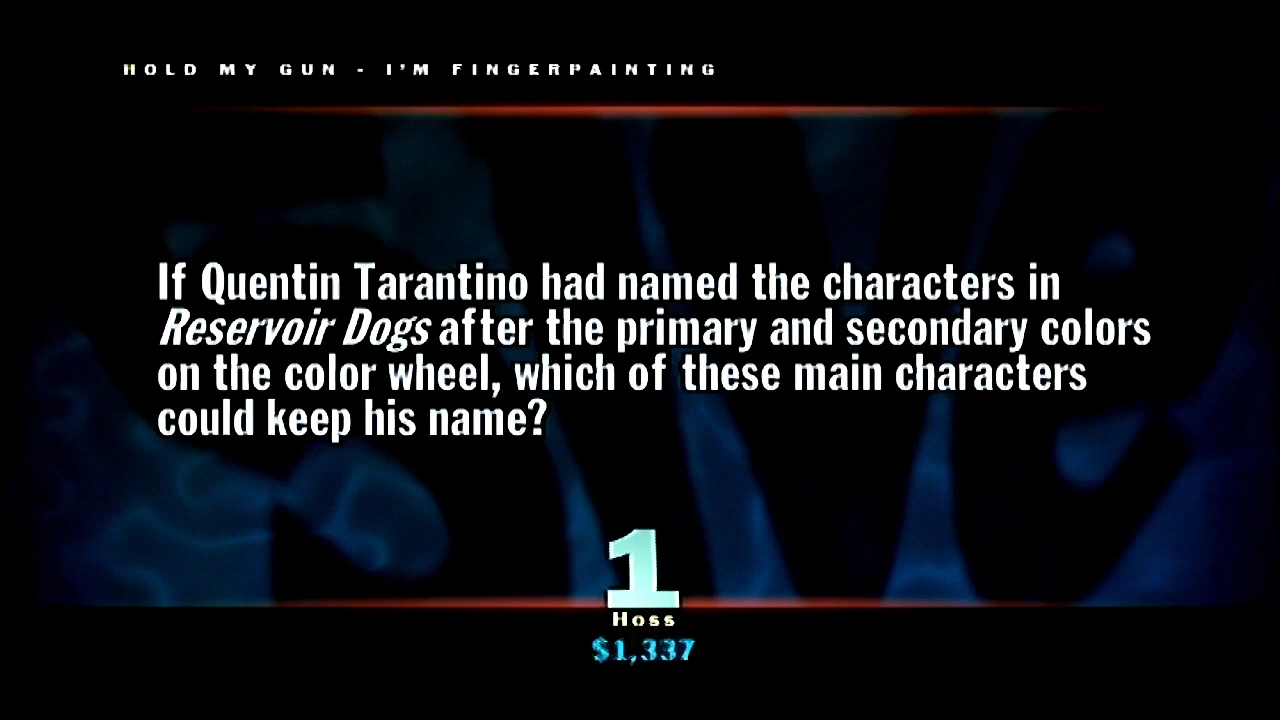 HOLD MY GUN - I'M FINGERPAINTING
If Quentin Tarantino had named the characters in
Reservoir Dogs after the primary and secondary colors
on the color wheel, which of these main characters
could keep his name?
1
Hoss
$1,337